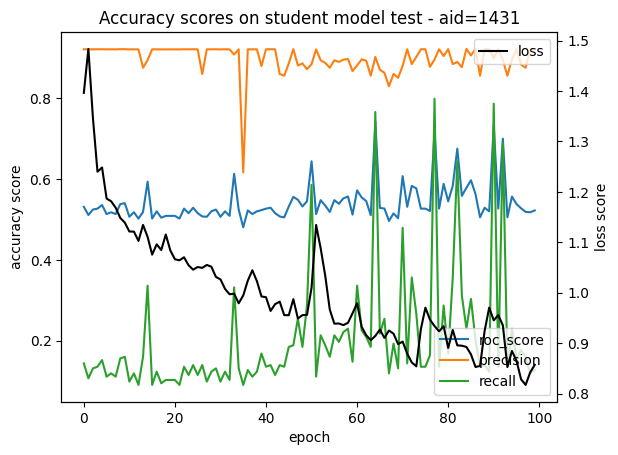 Accuracy scores on student model test - aid=1431
accuracy score
0.8
0.6
0.4
0.2
1.5
1.4
1.3
1.2
1.1
1.0
0.9
0.8
loss score
loss
roc_score
precision
recall
0 20 40 60 80 100
epoch